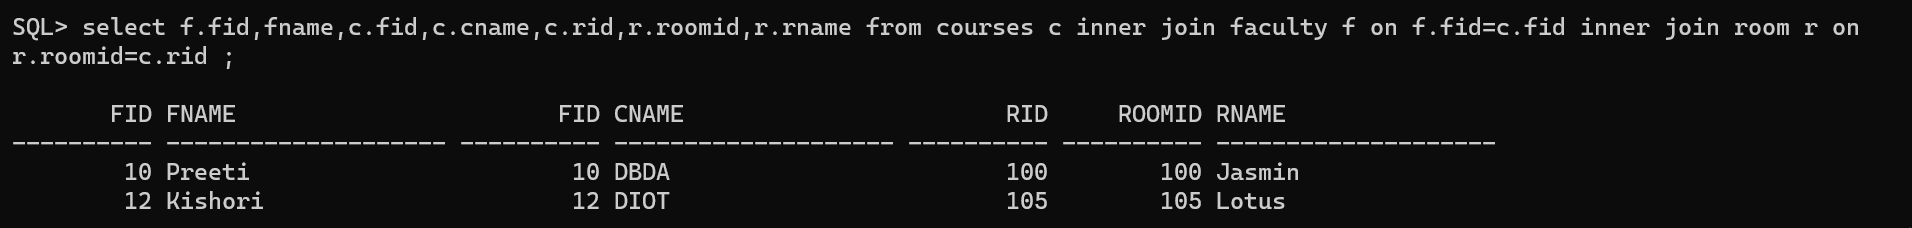 SQL> select f.fid,fname,c.fid,c.cname,c.rid,r.roomid,r.rname from courses c inner join faculty f on f.fid=c.fid inner join room r on
r.roomid=c.rid ;
       FID FNAME                       FID CNAME                       RID     ROOMID RNAME
---------- -------------------- ---------- -------------------- ---------- ---------- --------------------
        10 Preeti                       10 DBDA                        100        100 Jasmin
        12 Kishori                      12 DIOT                        105        105 Lotus